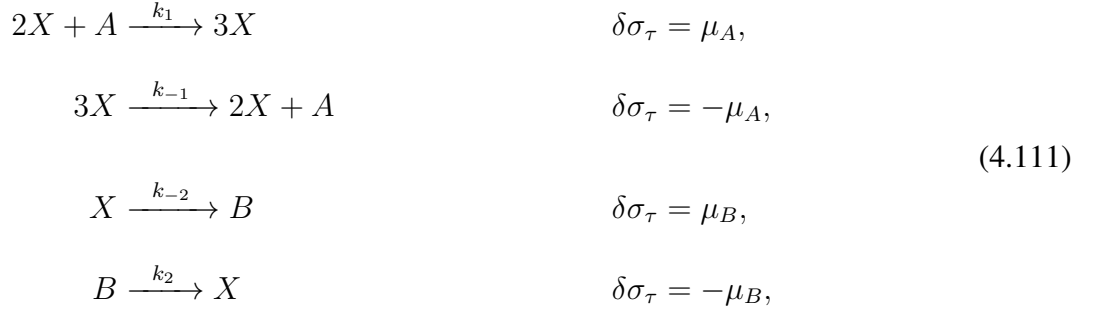 2X + A \xrightarrow{k_1} 3X δσ_τ = μ_A,
3X \xrightarrow{k_{-1}} 2X + A δσ_τ = −μ_A,
(4.111)
X \xrightarrow{k_{-2}} B δσ_τ = μ_B,
B \xrightarrow{k_2} X δσ_τ = −μ_B,